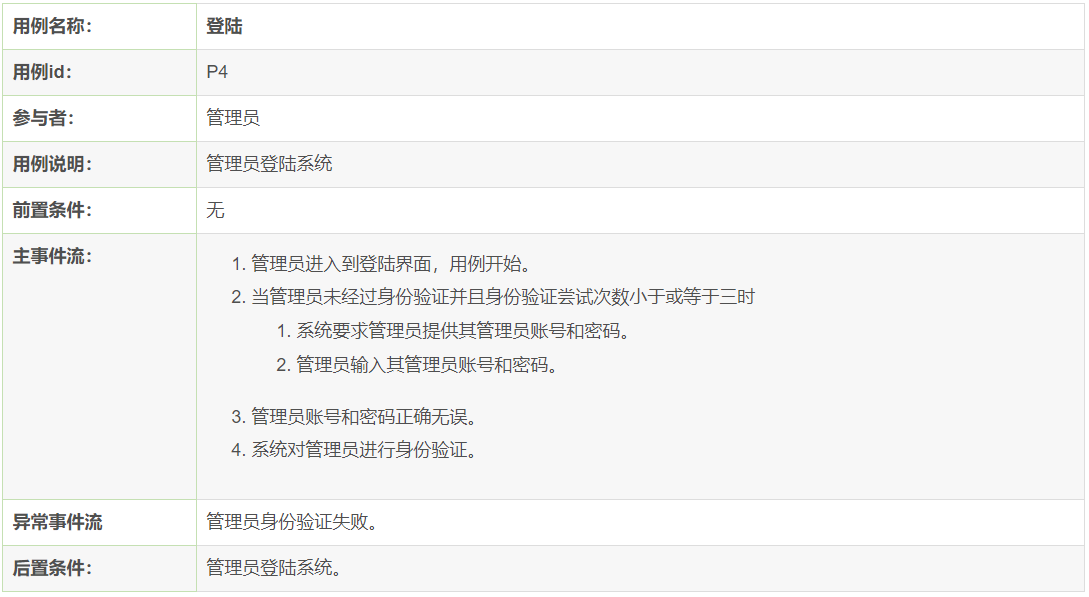 用例名称： 登陆
用例id： P4
参与者： 管理员
用例说明： 管理员登陆系统
前置条件： 无
主事件流：
1. 管理员进入到登陆界面，用例开始。
2. 当管理员未经过身份验证并且身份验证尝试次数小于或等于三时
1. 系统要求管理员提供其管理员账号和密码。
2. 管理员输入其管理员账号和密码。
3. 管理员账号和密码正确无误。
4. 系统对管理员进行身份验证。
异常事件流 管理员身份验证失败。
后置条件： 管理员登陆系统。